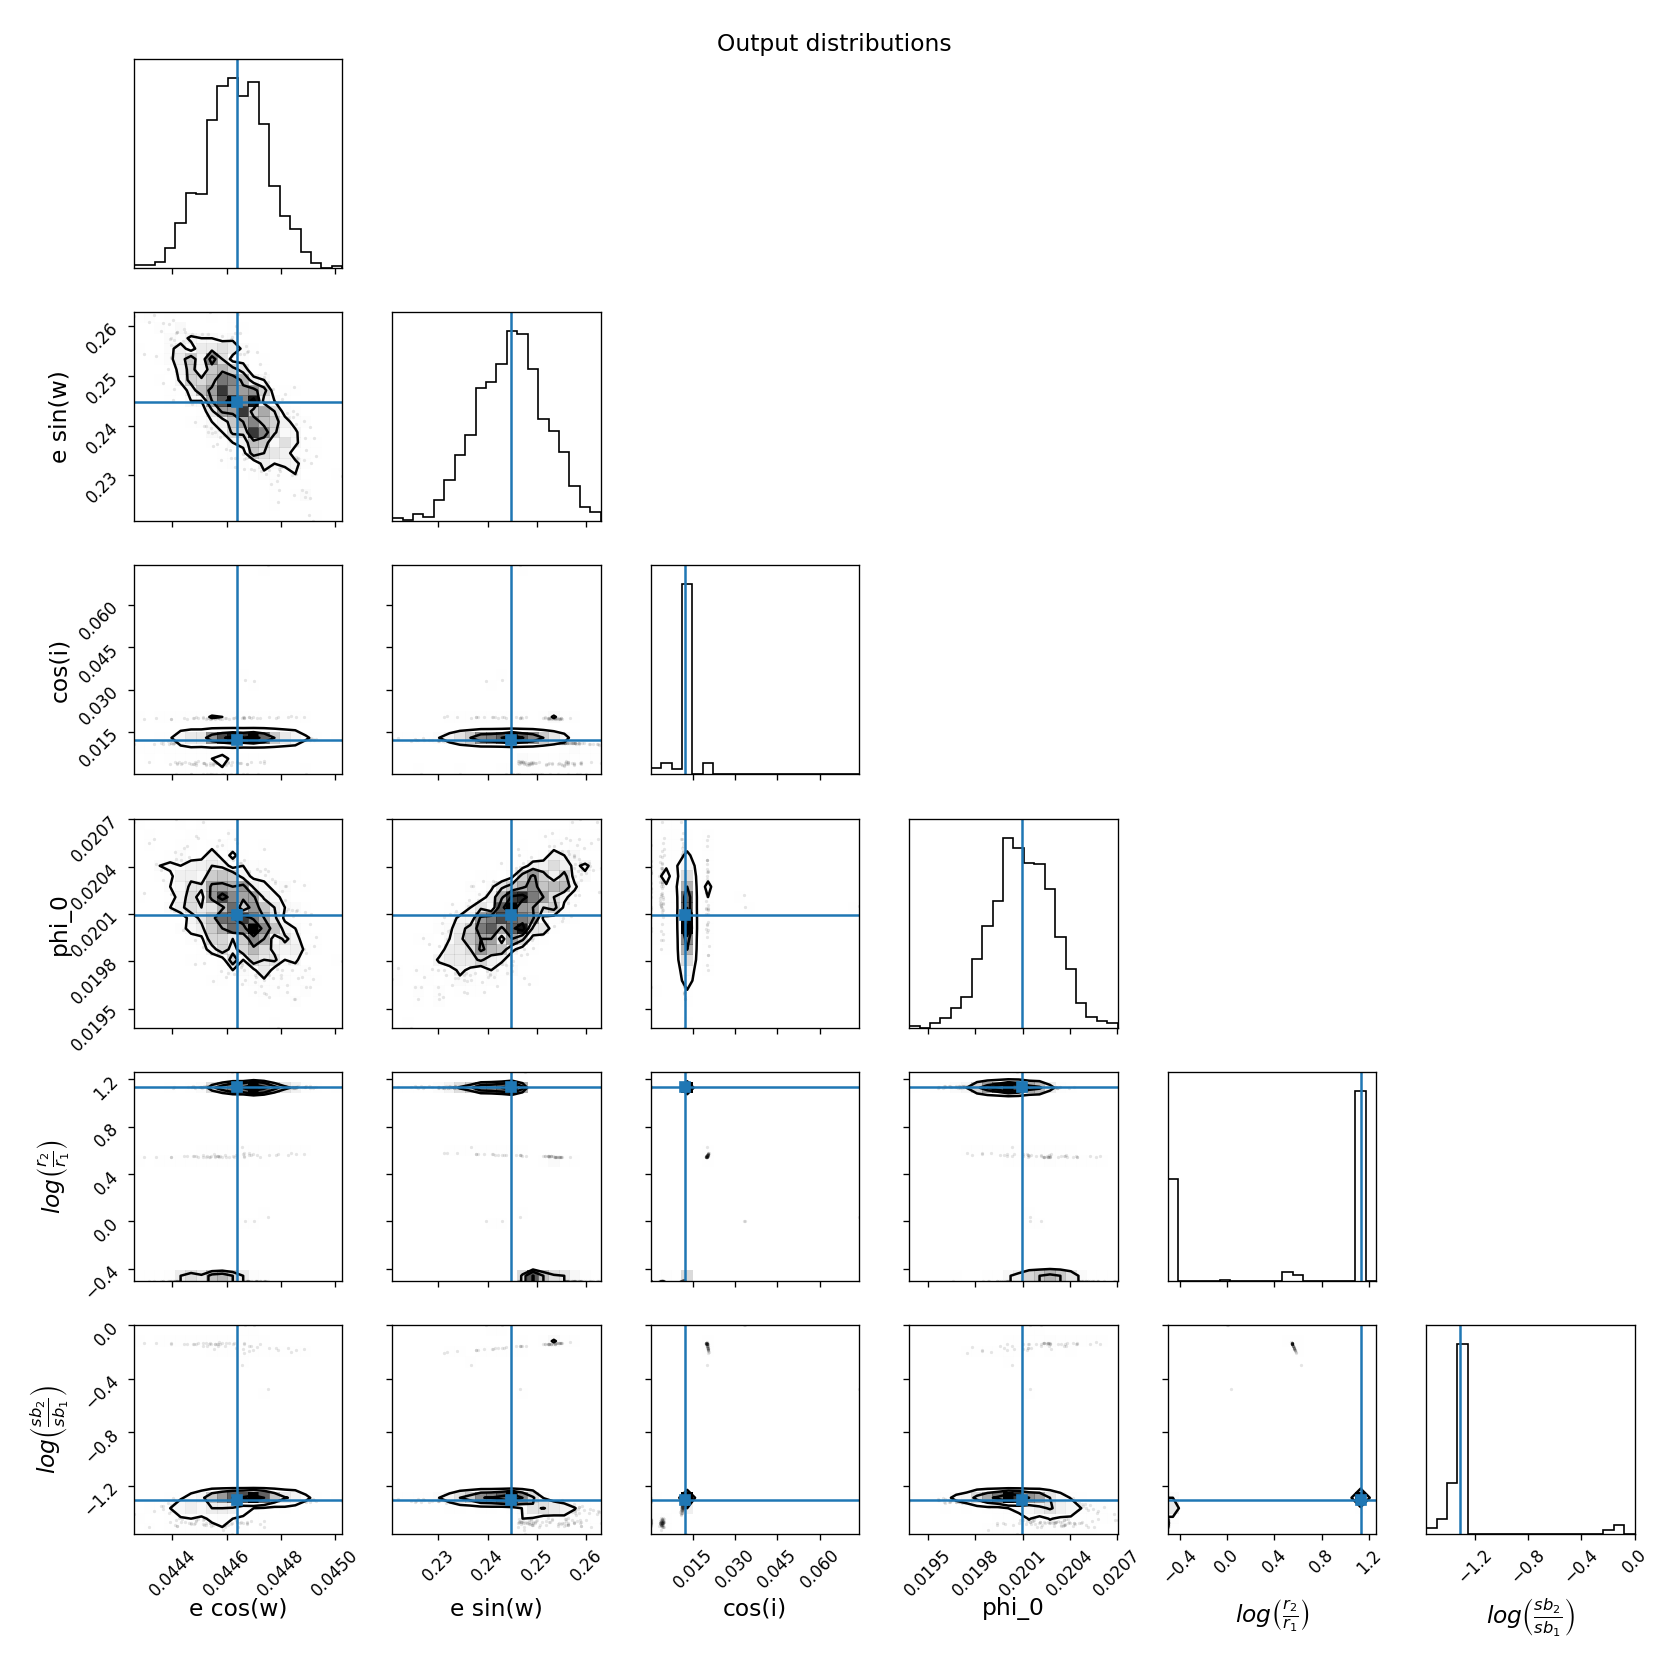 Output distributions
0.26
0.25
0.24
0.23
e sin(w)
0.060
0.045
0.030
0.015
cos(i)
0.0207
0.0204
0.0201
0.0198
0.0195
phi_0
1.2
0.8
0.4
0.0
−0.4
log(r₂/r₁)
0.0
−0.4
−0.8
−1.2
log(sb₂/sb₁)
0.0444 0.0446 0.0448 0.0450 0.23 0.24 0.25 0.26 0.015 0.030 0.045 0.060 0.0195 0.0198 0.0201 0.0204 0.0207 −0.4 0.0 0.4 0.8 1.2 −1.2 −0.8 −0.4 0.0
e cos(w) e sin(w) cos(i) phi_0 log(r₂/r₁) log(sb₂/sb₁)